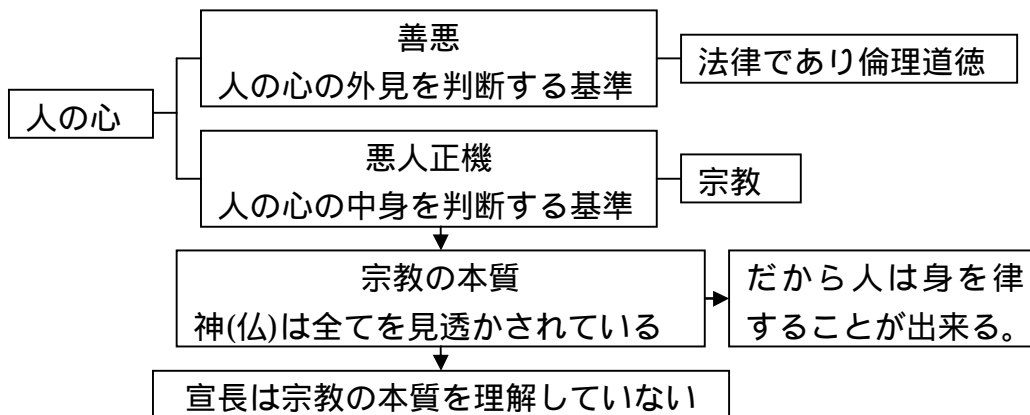 善悪
人の心の外見を判断する基準
法律であり倫理道徳
人の心
悪人正機
人の心の中身を判断する基準
宗教
宗教の本質
神(仏)は全てを見透かされている
だから人は身を律
することが出来る。
宣長は宗教の本質を理解していない